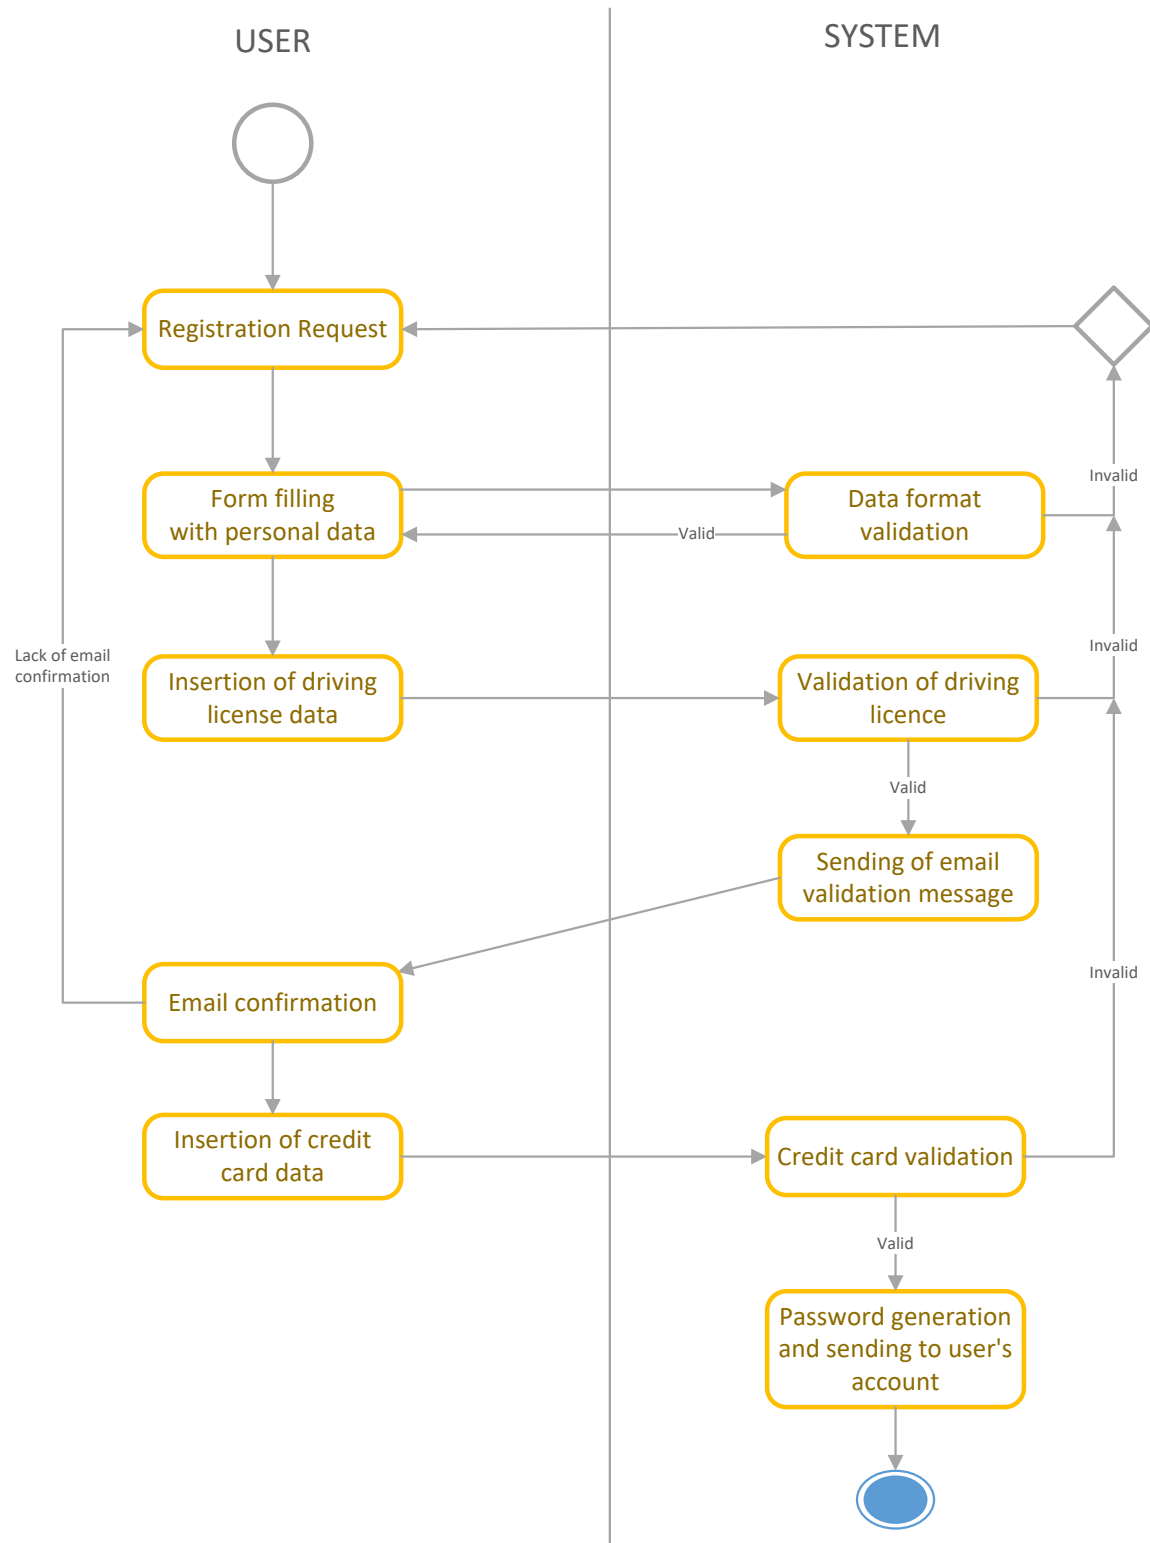 USER
SYSTEM
Registration Request
Form filling
with personal data
Data format
validation
Invalid
Valid
Lack of email
confirmation
Insertion of driving
license data
Validation of driving
licence
Invalid
Valid
Sending of email
validation message
Email confirmation
Invalid
Insertion of credit
card data
Credit card validation
Valid
Password generation
and sending to user's
account